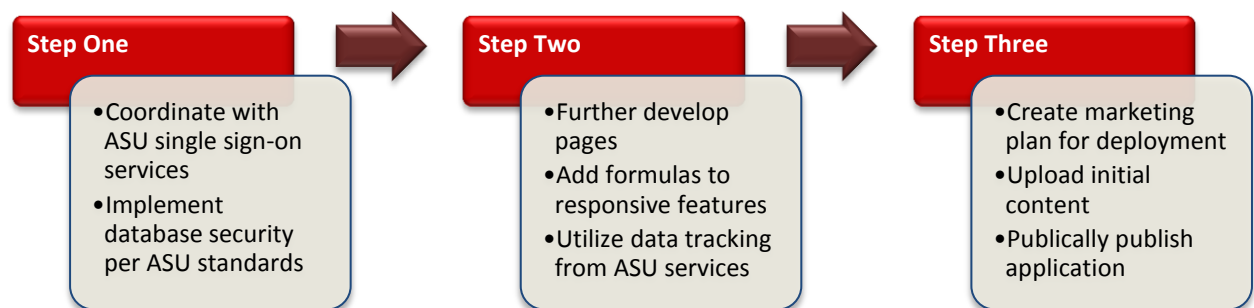 Step One
•Coordinate with
ASU single sign-on
services
•Implement
database security
per ASU standards
Step Two
•Further develop
pages
•Add formulas to
responsive features
•Utilize data tracking
from ASU services
Step Three
•Create marketing
plan for deployment
•Upload initial
content
•Publically publish
application